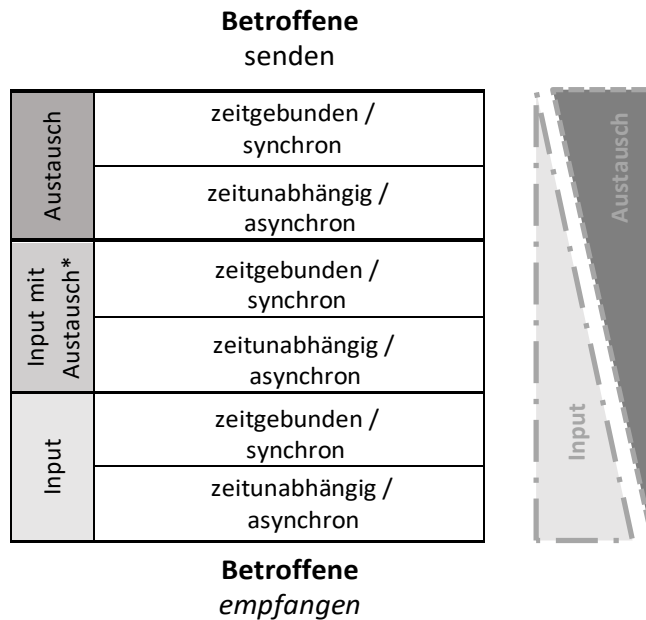 Betroffene
senden
Austausch
zeitgebunden /
synchron
zeitunabhängig /
asynchron
Input mit
Austausch*
zeitgebunden /
synchron
zeitunabhängig /
asynchron
Input
zeitgebunden /
synchron
zeitunabhängig /
asynchron
Betroffene
empfangen
Austausch
Input